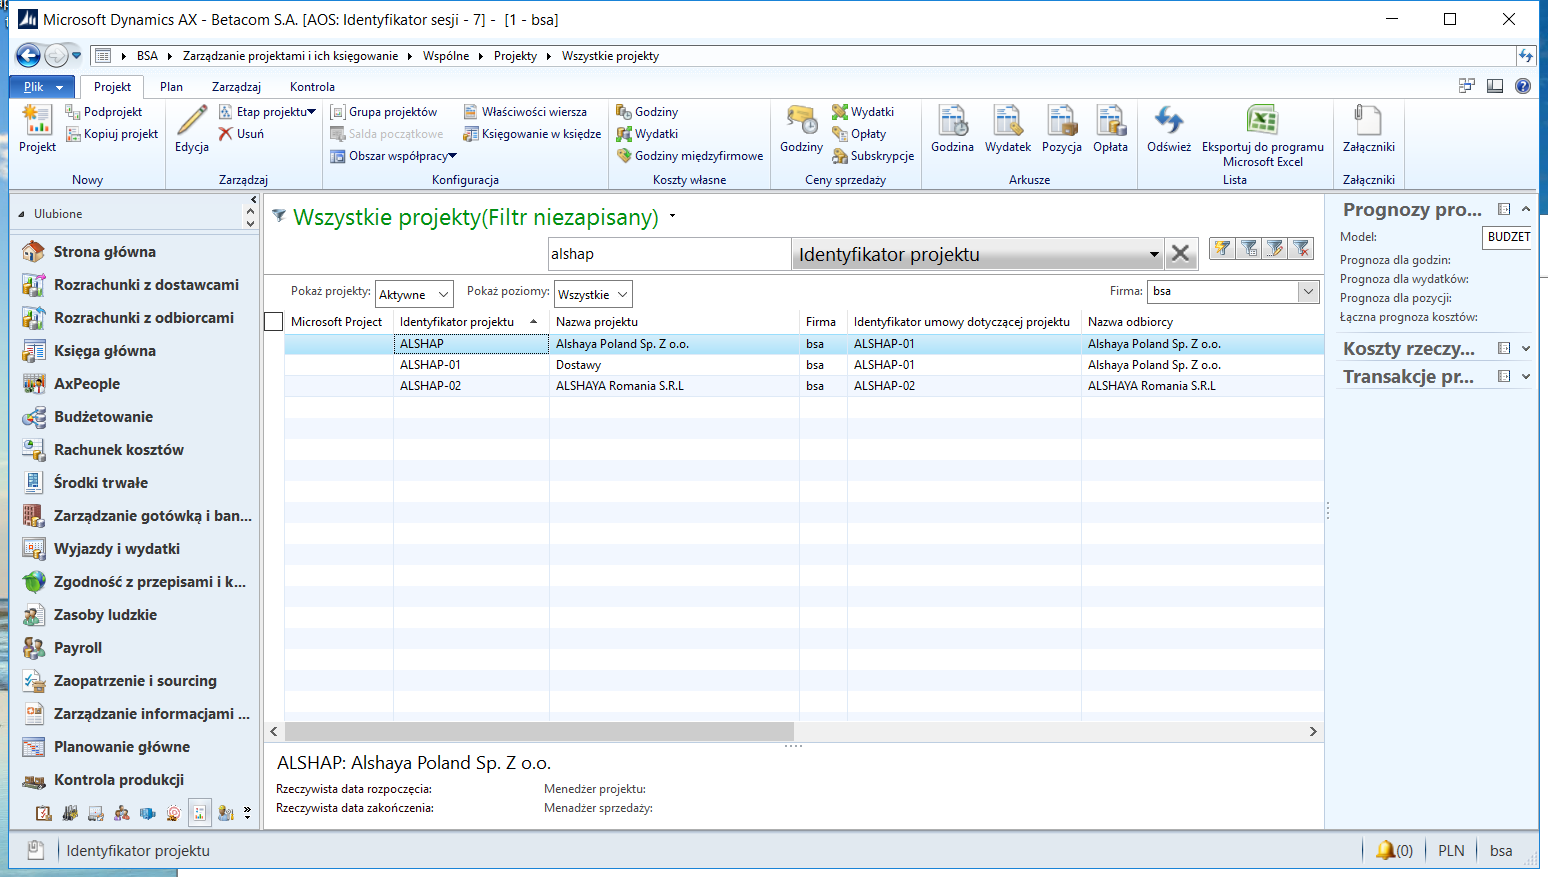 Microsoft Dynamics AX - Betacom S.A. [AOS: Identyfikator sesji - 7] - [1 - bsa]
BSA
Zarządzanie projektami i ich księgowanie
Wspólne
Projekty
Wszystkie projekty
Plik
Projekt
Plan
Zarządzaj
Kontrola
Projekt
Podprojekt
Kopiuj projekt
Nowy
Edycja
Etap projektu
Usuń
Zarządzaj
Grupa projektów
Salda początkowe
Obszar współpracy
Właściwości wiersza
Księgowanie w księdze
Konfiguracja
Godziny
Wydatki
Godziny międzyfirmowe
Koszty własne
Godziny
Wydatki
Opłaty
Subskrypcje
Ceny sprzedaży
Godzina
Wydatek
Pozycja
Opłata
Arkusze
Odśwież
Eksportuj do programu
Microsoft Excel
Lista
Załączniki
Załączniki
Ulubione
Strona główna
Rozrachunki z dostawcami
Rozrachunki z odbiorcami
Księga główna
AxPeople
Budżetowanie
Rachunek kosztów
Środki trwałe
Zarządzanie gotówką i ban...
Wyjazdy i wydatki
Zgodność z przepisami i k...
Zasoby ludzkie
Payroll
Zaopatrzenie i sourcing
Zarządzanie informacjami ...
Planowanie główne
Kontrola produkcji
Wszystkie projekty(Filtr niezapisany)
alshap
Identyfikator projektu
Pokaż projekty:
Aktywne
Pokaż poziomy:
Wszystkie
Firma:
bsa
Microsoft Project Identyfikator projektu Nazwa projektu Firma Identyfikator umowy dotyczącej projektu Nazwa odbiorcy
ALSHAP Alshaya Poland Sp. Z o.o. bsa ALSHAP-01 Alshaya Poland Sp. Z o.o.
ALSHAP-01 Dostawy bsa ALSHAP-01 Alshaya Poland Sp. Z o.o.
ALSHAP-02 ALSHAYA Romania S.R.L bsa ALSHAP-02 ALSHAYA Romania S.R.L
ALSHAP: Alshaya Poland Sp. Z o.o.
Rzeczywista data rozpoczęcia:
Menedżer projektu:
Rzeczywista data zakończenia:
Menadżer sprzedaży:
Prognozy pro...
Model:
BUDZET
Prognoza dla godzin:
Prognoza dla wydatków:
Prognoza dla pozycji:
Łączna prognoza kosztów:
Koszty rzeczy...
Transakcje pr...
Identyfikator projektu
(0)
PLN
bsa